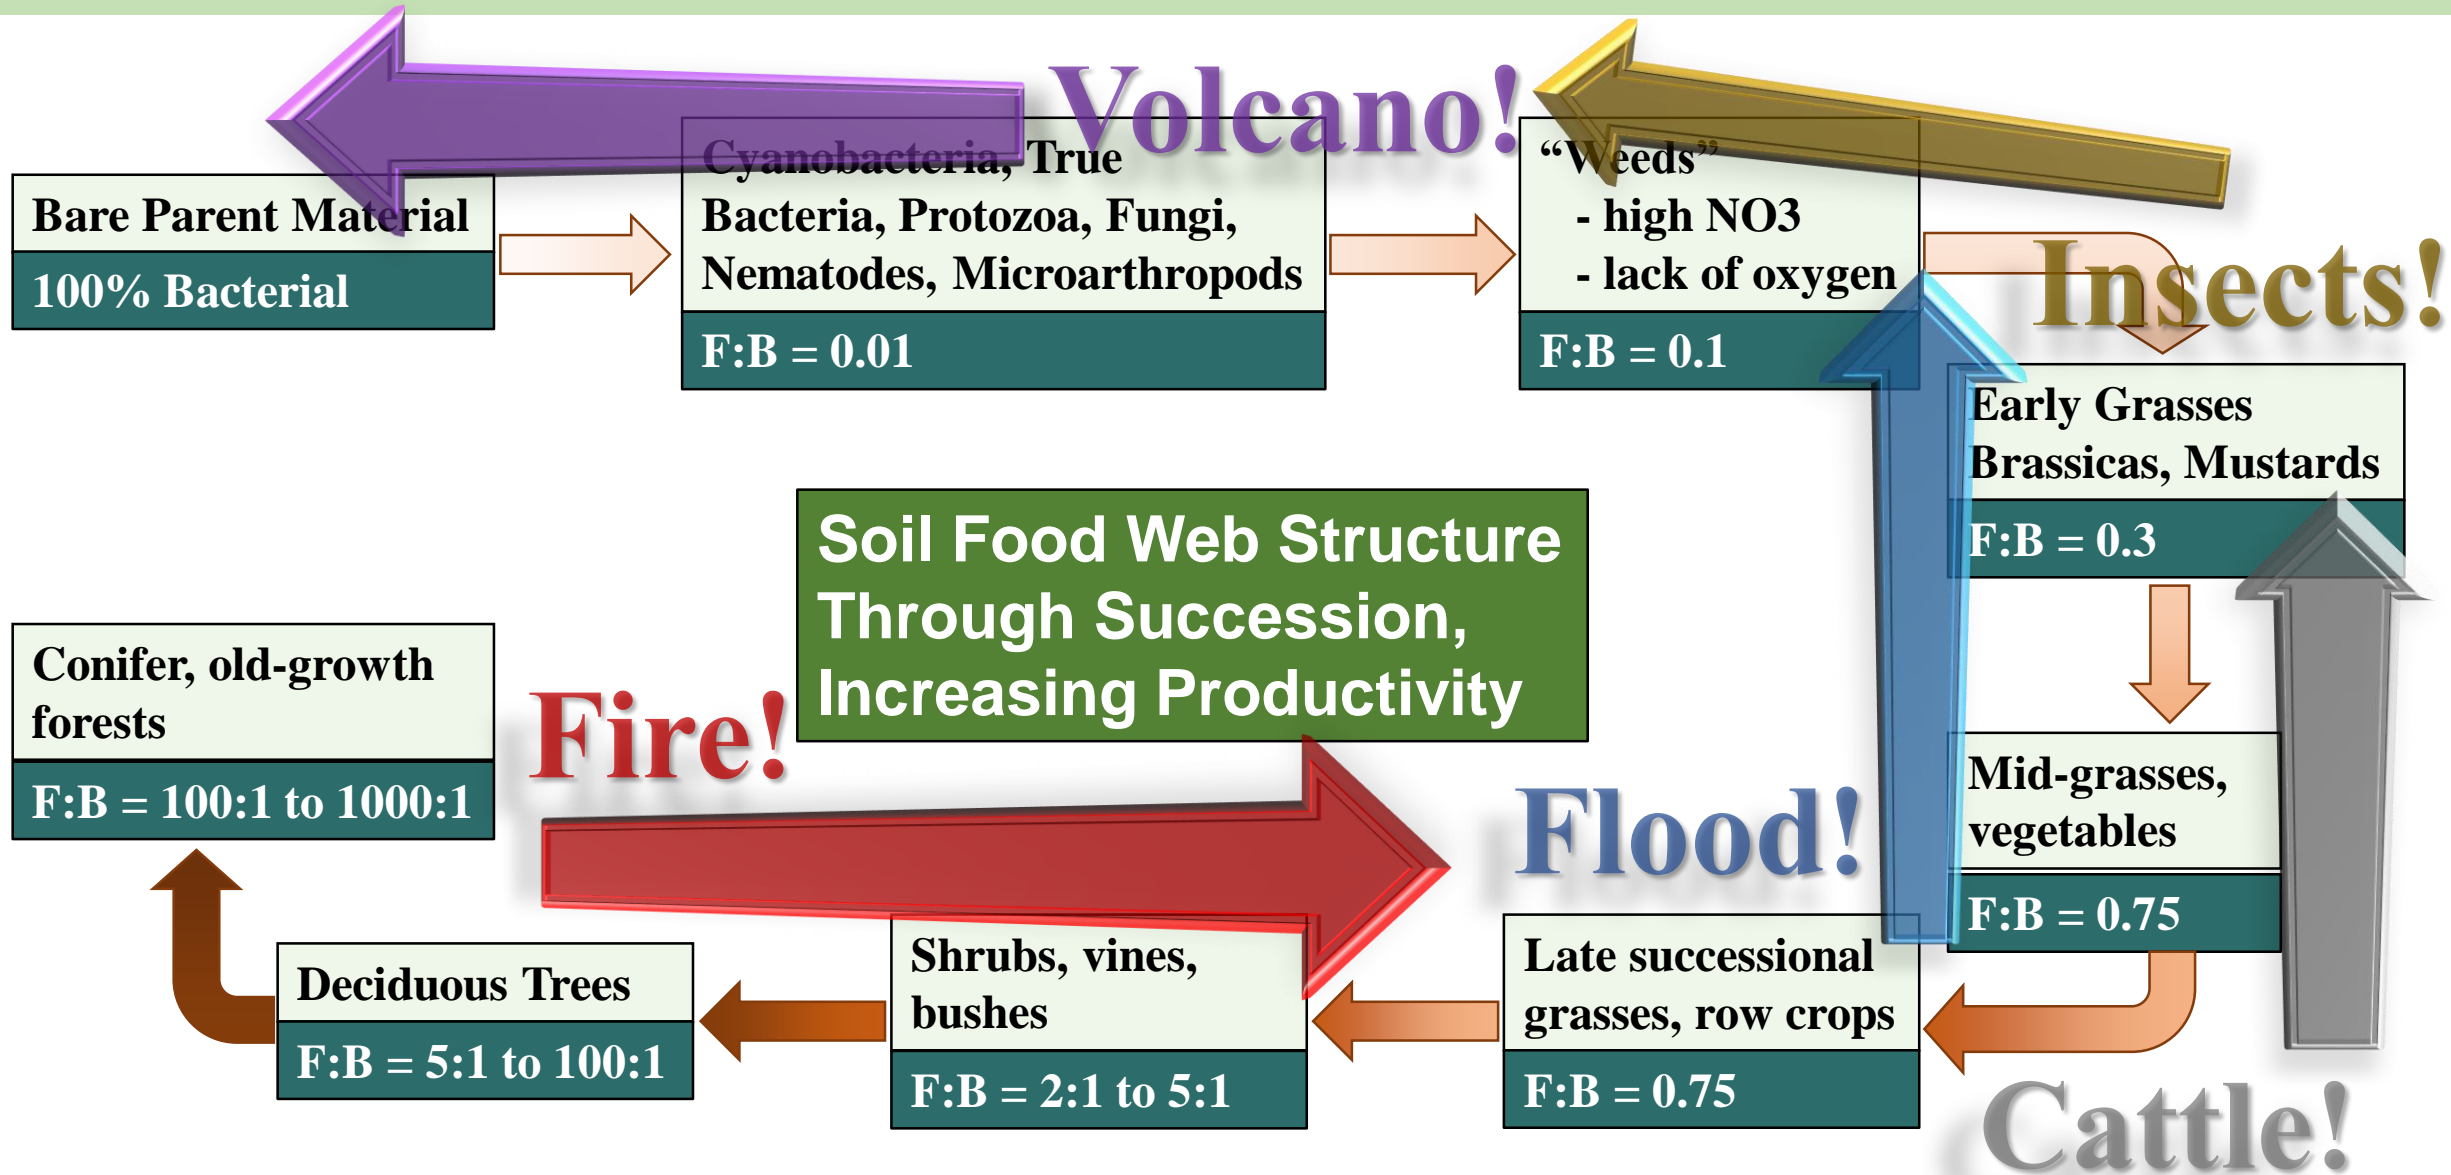 Volcano!
Bare Parent Material
100% Bacterial
Cyanobacteria, True
Bacteria, Protozoa, Fungi,
Nematodes, Microarthropods
F:B = 0.01
“Weeds”
- high NO3
- lack of oxygen
F:B = 0.1
Insects!
Early Grasses
Brassicas, Mustards
F:B = 0.3
Soil Food Web Structure
Through Succession,
Increasing Productivity
Mid-grasses,
vegetables
F:B = 0.75
Cattle!
Flood!
Late successional
grasses, row crops
F:B = 0.75
Shrubs, vines,
bushes
F:B = 2:1 to 5:1
Deciduous Trees
F:B = 5:1 to 100:1
Fire!
Conifer, old-growth
forests
F:B = 100:1 to 1000:1